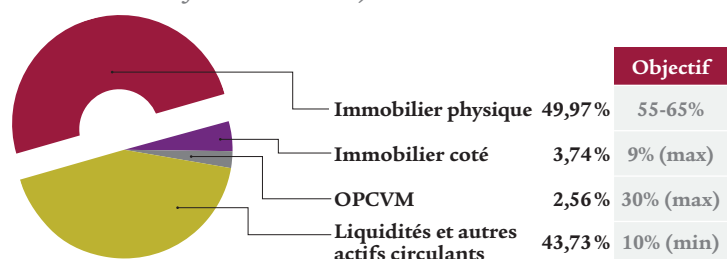 Objectif
Immobilier physique 49,97% 55-65%
Immobilier coté 3,74% 9% (max)
OPCVM 2,56% 30% (max)
Liquidités et autres
actifs circulants 43,73% 10% (min)